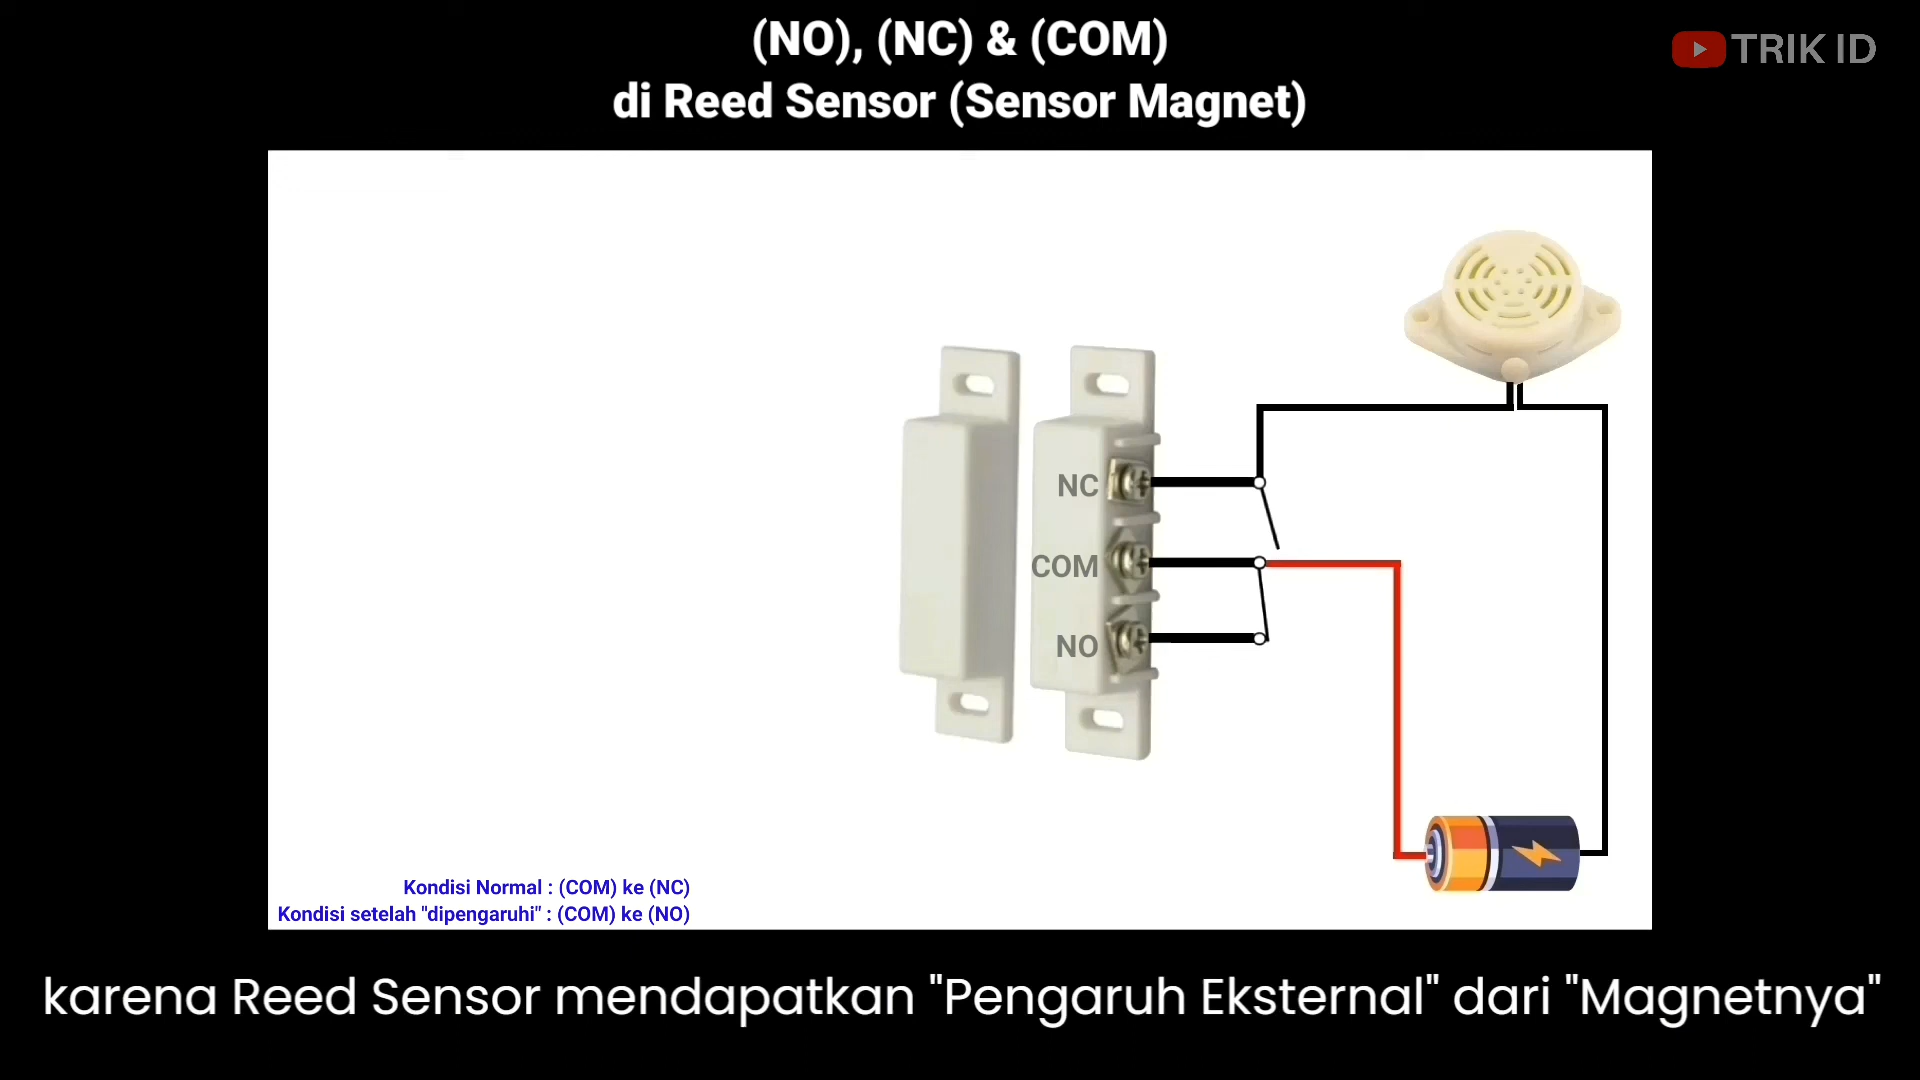 (NO), (NC) & (COM)
di Reed Sensor (Sensor Magnet)
TRIK ID
NC
COM
NO
Kondisi Normal : (COM) ke (NC)
Kondisi setelah "dipengaruhi" : (COM) ke (NO)
karena Reed Sensor mendapatkan "Pengaruh Eksternal" dari "Magnetnya"